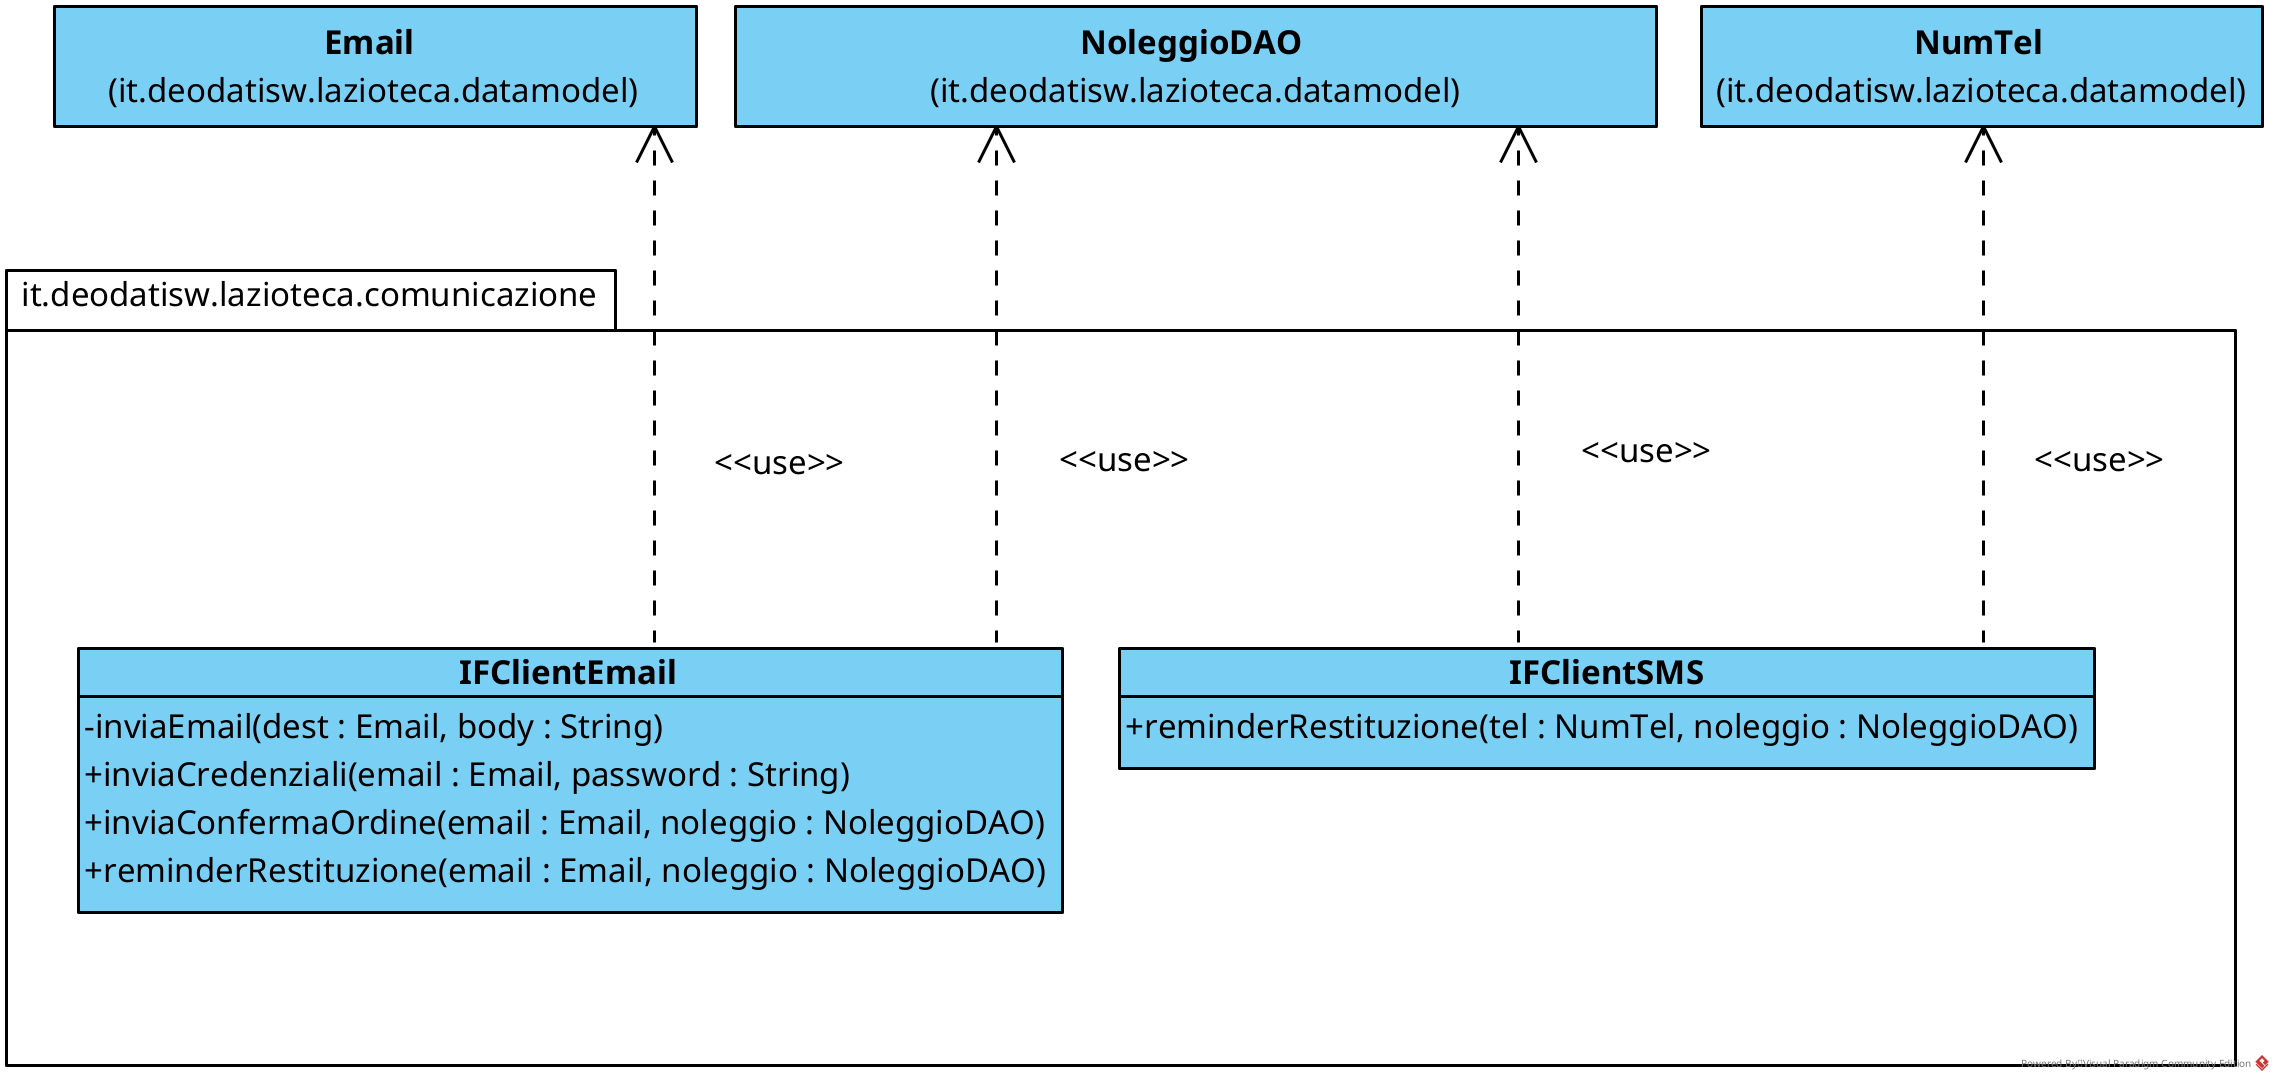 Email
(it.deodatisw.lazioteca.datamodel)
NoleggioDAO
(it.deodatisw.lazioteca.datamodel)
NumTel
(it.deodatisw.lazioteca.datamodel)
it.deodatisw.lazioteca.comunicazione
<<use>>
<<use>>
<<use>>
<<use>>
IFClientEmail
-inviaEmail(dest : Email, body : String)
+inviaCredenziali(email : Email, password : String)
+inviaConfermaOrdine(email : Email, noleggio : NoleggioDAO)
+reminderRestituzione(email : Email, noleggio : NoleggioDAO)
IFClientSMS
+reminderRestituzione(tel : NumTel, noleggio : NoleggioDAO)
Powered By Visual Paradigm Community Edition